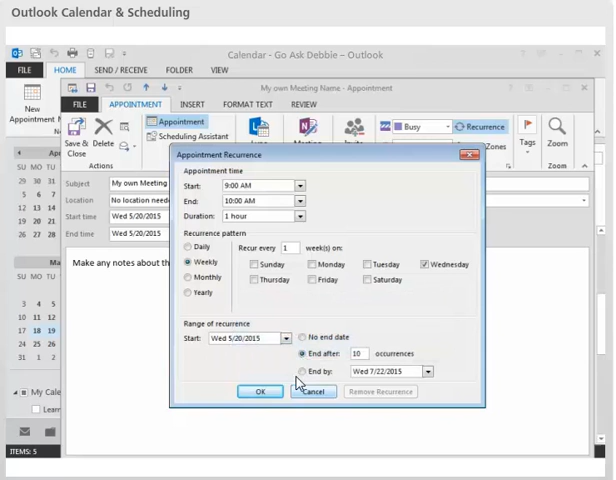 Outlook Calendar & Scheduling
Calendar - Go Ask Debbie – Outlook
FILE HOME SEND / RECEIVE FOLDER VIEW
My own Meeting Name - Appointment
FILE APPOINTMENT INSERT FORMAT TEXT REVIEW
New
Appointment
Save &
Close
Delete
Actions
Appointment
Scheduling Assistant
Busy
Recurrence
Zones
Tags
Zoom
Zoom
Subject My own Meeting
Location No location need
Start time Wed 5/20/2015
End time Wed 5/20/2015
Make any notes about th
Appointment Recurrence
Appointment time
Start: 9:00 AM
End: 10:00 AM
Duration: 1 hour
Recurrence pattern
Daily
Weekly
Monthly
Yearly
Recur every 1 week(s) on:
Sunday Monday Tuesday Wednesday
Thursday Friday Saturday
Range of recurrence
Start: Wed 5/20/2015
No end date
End after: 10 occurrences
End by: Wed 7/22/2015
OK Cancel Remove Recurrence
SU MO TU WE
29 30 31
5 6 7
12 13 14
19 20 21
26 27 28
SU MO TU WE
3 4 5
10 11 12
17 18 19
24 25 26
31 1 2
My Cale
Learn
ITEMS: 5